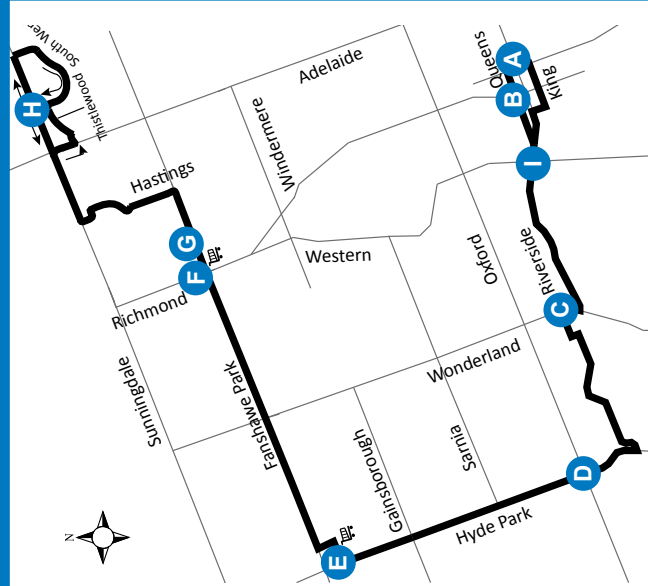 H
South Wen
Thistlewood
Adelaide
Queens
A
B
King
Hastings
Windermere
I
G
F
Richmond
Western
Oxford
Riverside
C
Sunningdale
Fanshawe Park
Wonderland
Gainsborough
Sarnia
D
Hyde Park
E
N